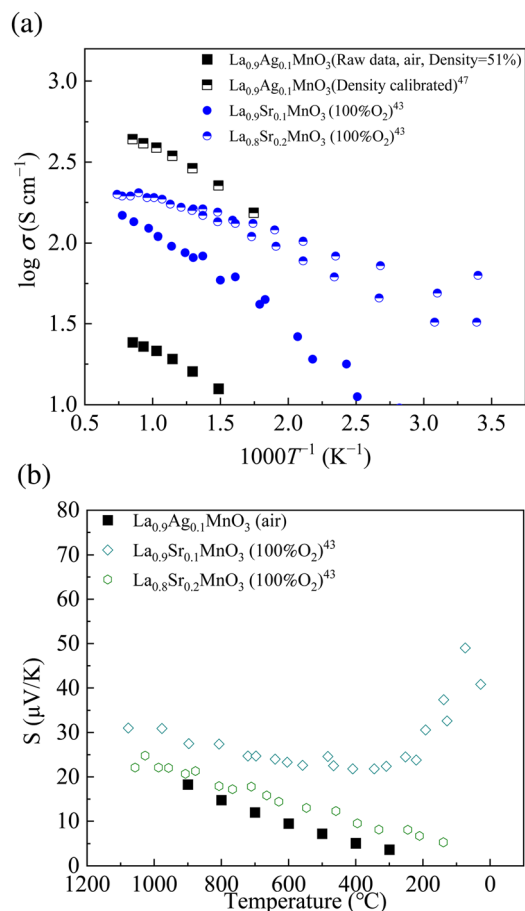 (a)
La₀.₉Ag₀.₁MnO₃(Raw data, air, Density=51%)
La₀.₉Ag₀.₁MnO₃(Density calibrated)⁴⁷
La₀.₉Sr₀.₁MnO₃ (100%O₂)⁴³
La₀.₈Sr₀.₂MnO₃ (100%O₂)⁴³
3.0
2.5
2.0
1.5
1.0
log σ (S cm⁻¹)
0.5 1.0 1.5 2.0 2.5 3.0 3.5
1000T⁻¹ (K⁻¹)
(b)
La₀.₉Ag₀.₁MnO₃ (air)
La₀.₉Sr₀.₁MnO₃ (100%O₂)⁴³
La₀.₈Sr₀.₂MnO₃ (100%O₂)⁴³
80
70
60
50
40
30
20
10
0
S (μV/K)
1200 1000 800 600 400 200 0
Temperature (℃)